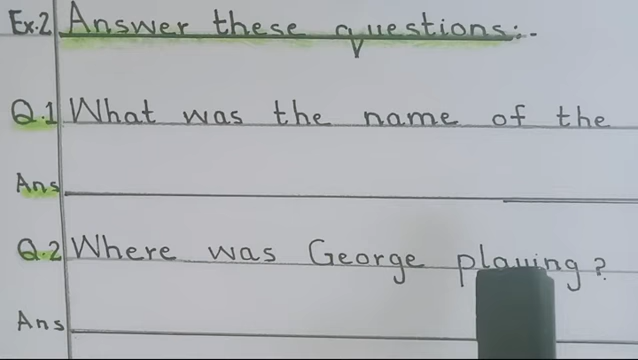 Ex.2 Answer these questions:-
Q.1 What was the name of the
Ans
Q.2 Where was George playing?
Ans